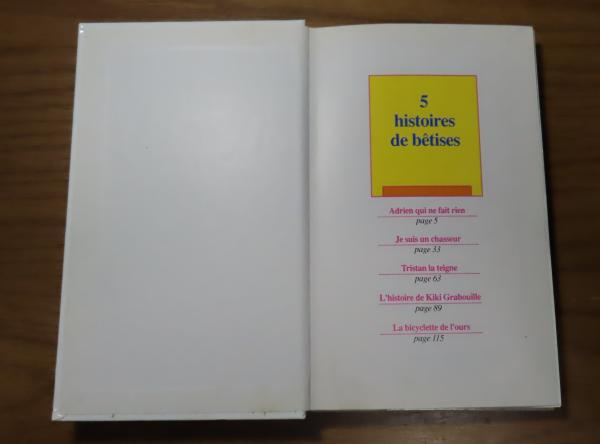 5
histoires
de bêtises
Adrien qui ne fait rien
page 5
Je suis un chasseur
page 33
Tristan la teigne
page 63
L'histoire de Kiki Grabouille
page 89
La bicyclette de l'ours
page 115